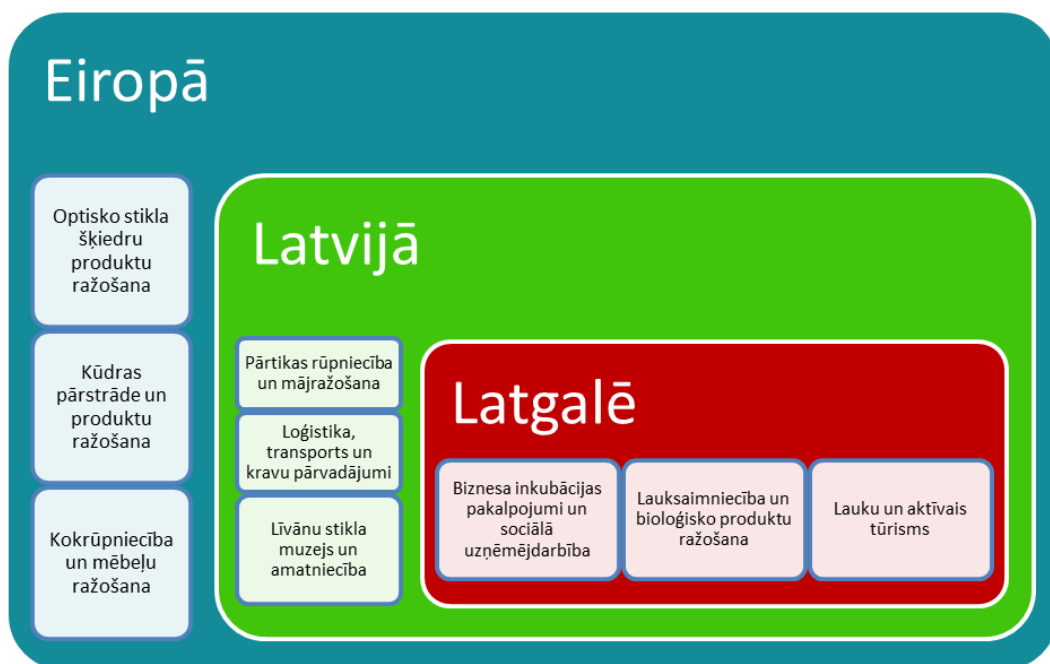 Eiropā
Optisko stikla
šķiedru
produktu
ražošana
Kūdras
pārstrāde un
produktu
ražošana
Kokrūpniecība
un mēbeļu
ražošana
Latvijā
Pārtikas rūpniecība
un mājražošana
Loģistika,
transports un
kravu pārvadājumi
Līvānu stikla
muzejs un
amatniecība
Latgalē
Biznesa inkubācijas
pakalpojumi un
sociālā
uzņēmējdarbība
Lauksaimniecība un
bioloģisko produktu
ražošana
Lauku un aktīvais
tūrisms